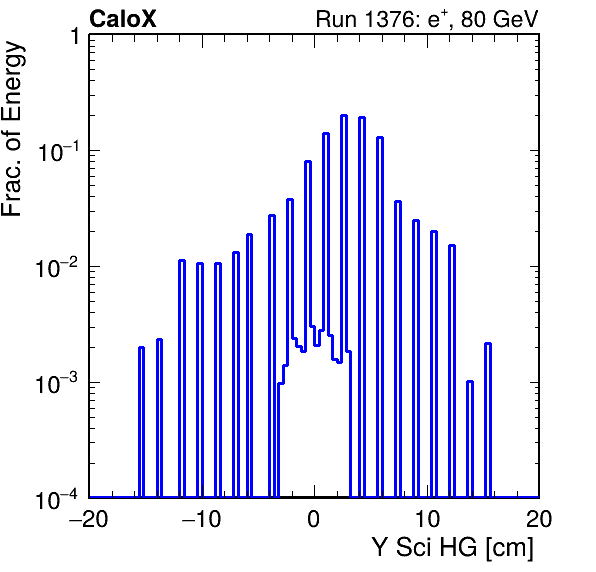 CaloX Run 1376: e⁺, 80 GeV
Frac. of Energy
1
10⁻¹
10⁻²
10⁻³
10⁻⁴
−20 −10 0 10 20
Y Sci HG [cm]